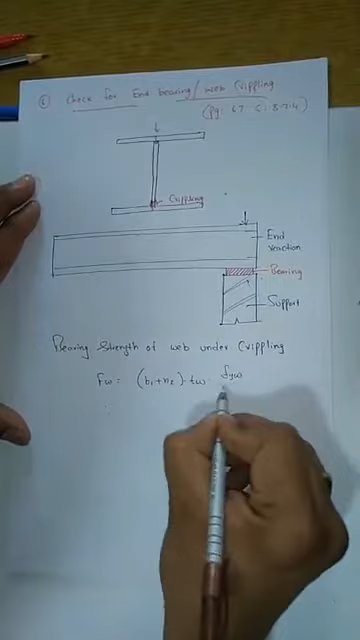 ⑥ Check for End bearing/ web Crippling
(pg: 67 C: 8.7.4)
Crippling
End
reaction
Bearing
Support
Bearing Strength of web under Crippling
Fw = (b₁+n₂) · tw fyw